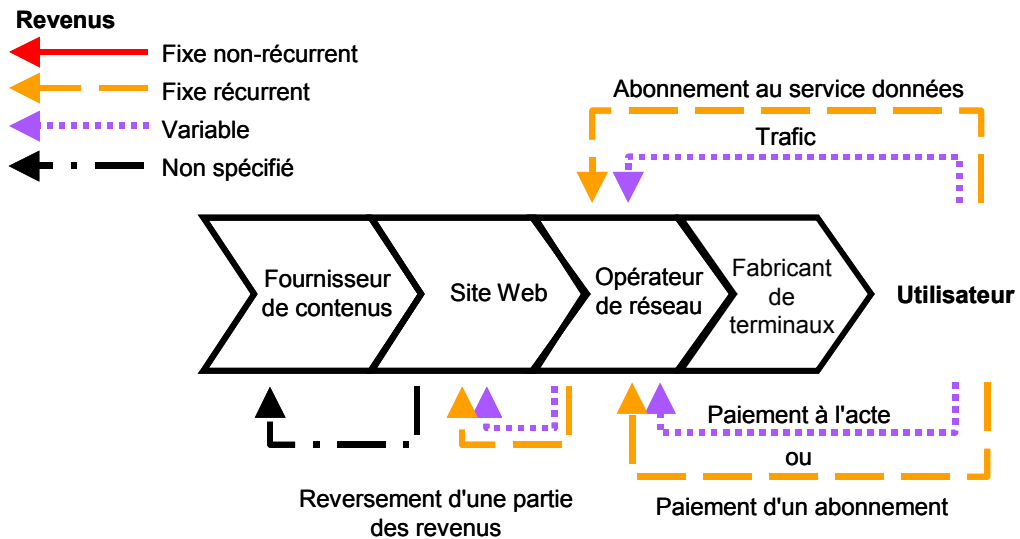 Revenus
Fixe non-récurrent
Fixe récurrent
Variable
Non spécifié
Abonnement au service données
Trafic
Fournisseur
de contenus
Site Web
Opérateur
de réseau
Fabricant
de
terminaux
Utilisateur
Paiement à l'acte
ou
Paiement d'un abonnement
Reversement d'une partie
des revenus